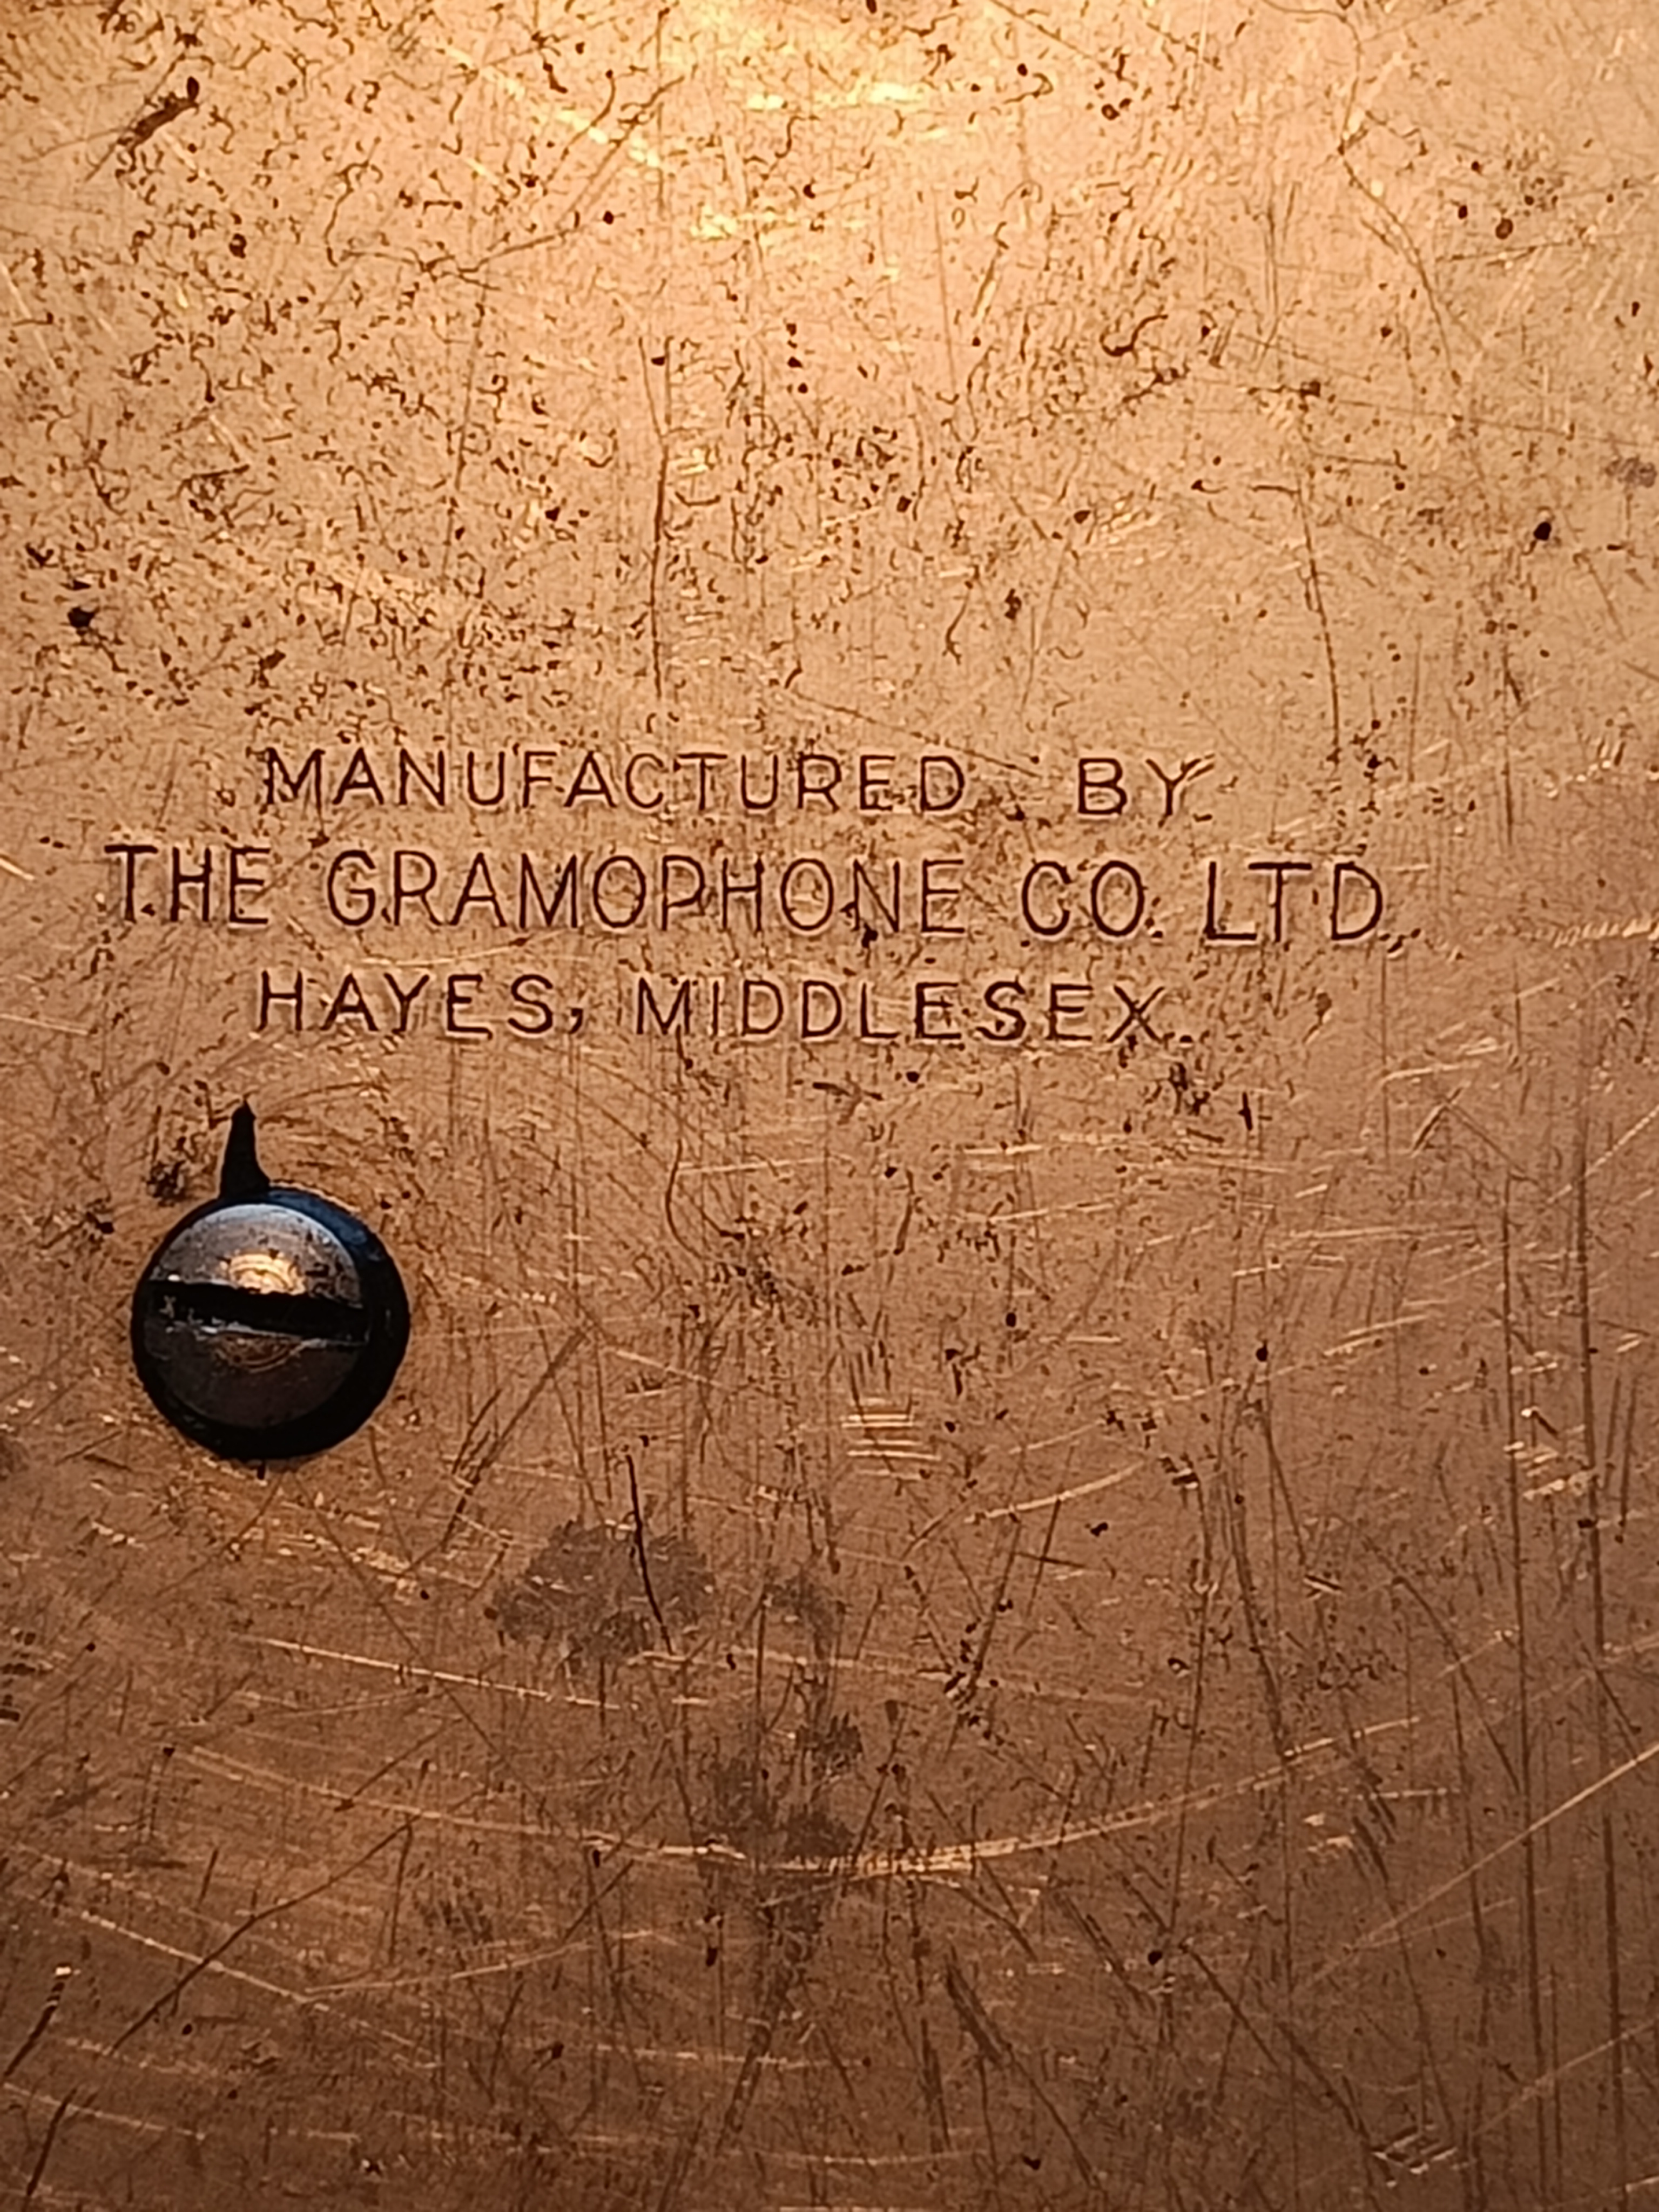 MANUFACTURED BY
THE GRAMOPHONE CO. LTD.,
HAYES, MIDDLESEX.